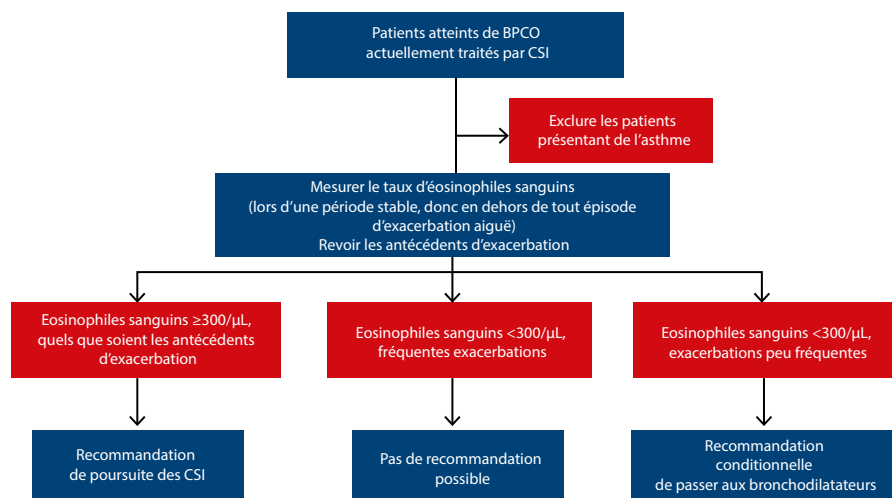 Patients atteints de BPCO
actuellement traités par CSI
Exclure les patients
présentant de l'asthme
Mesurer le taux d'éosinophiles sanguins
(lors d'une période stable, donc en dehors de tout épisode
d'exacerbation aiguë)
Revoir les antécédents d'exacerbation
Eosinophiles sanguins ≥300/µL,
quels que soient les antécédents
d'exacerbation
Eosinophiles sanguins <300/µL,
fréquentes exacerbations
Eosinophiles sanguins <300/µL,
exacerbations peu fréquentes
Recommandation
de poursuite des CSI
Pas de recommandation
possible
Recommandation
conditionnelle
de passer aux bronchodilatateurs